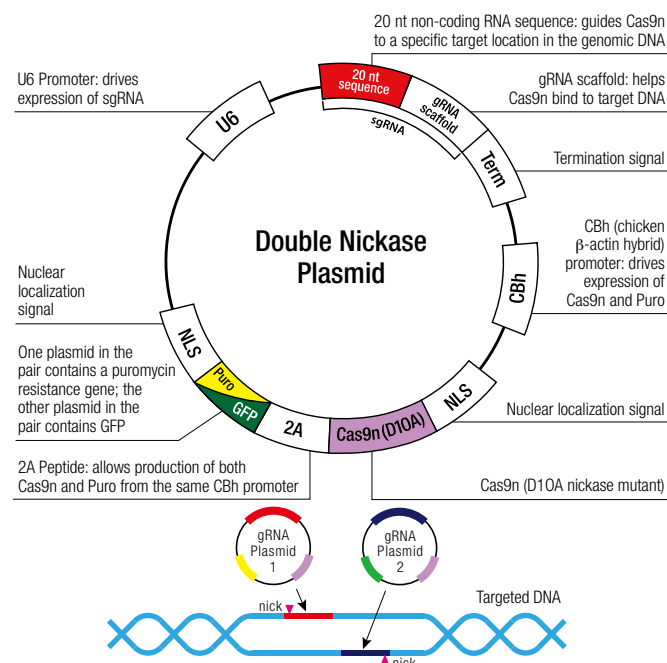 20 nt non-coding RNA sequence: guides Cas9n
to a specific target location in the genomic DNA
U6 Promoter: drives
expression of sgRNA
gRNA scaffold: helps
Cas9n bind to target DNA
U6
20 nt
sequence
gRNA
scaffold
sgRNA
Term
Termination signal
Double Nickase
Plasmid
CBh
CBh (chicken
β-actin hybrid)
promoter: drives
expression of
Cas9n and Puro
Nuclear
localization
signal
NLS
One plasmid in the
pair contains a puromycin
resistance gene; the
other plasmid in the
pair contains GFP
Puro
GFP
2A
Cas9n (D10A)
NLS
Nuclear localization signal
2A Peptide: allows production of both
Cas9n and Puro from the same CBh promoter
Cas9n (D10A nickase mutant)
gRNA
Plasmid
1
gRNA
Plasmid
2
Targeted DNA
nick
nick